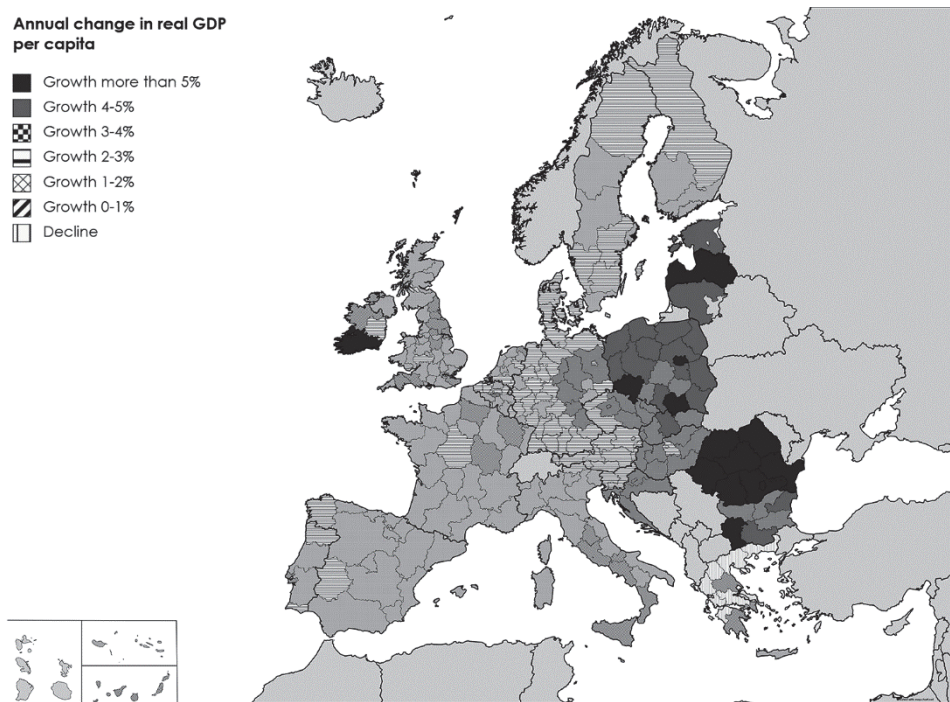 Annual change in real GDP
per capita
Growth more than 5%
Growth 4-5%
Growth 3-4%
Growth 2-3%
Growth 1-2%
Growth 0-1%
Decline